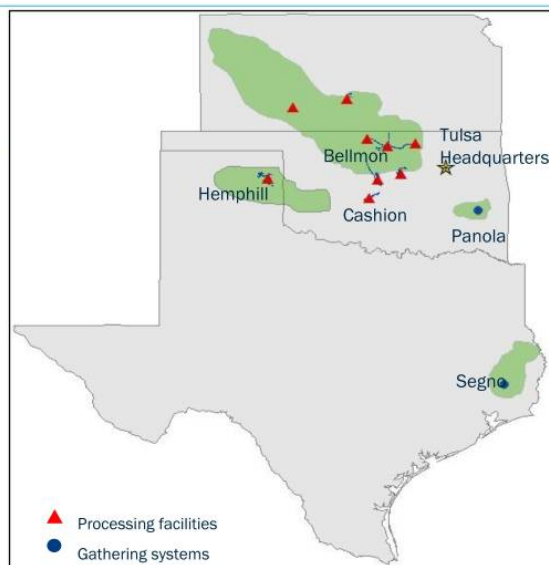 Tulsa
Headquarters
Bellmon
Hemphill
Cashion
Panola
Segno
Processing facilities
Gathering systems